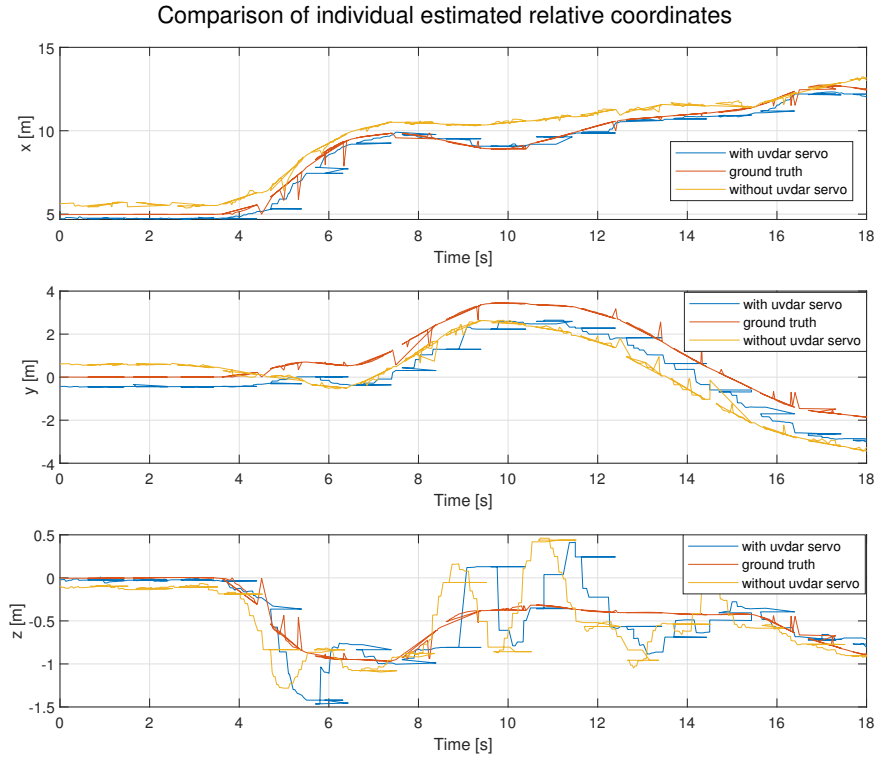 Comparison of individual estimated relative coordinates
15
10
5
x [m]
0 2 4 6 8 10 12 14 16 18
Time [s]
with uvdar servo
ground truth
without uvdar servo
4
2
0
-2
-4
y [m]
0 2 4 6 8 10 12 14 16 18
Time [s]
with uvdar servo
ground truth
without uvdar servo
0.5
0
-0.5
-1
-1.5
z [m]
0 2 4 6 8 10 12 14 16 18
Time [s]
with uvdar servo
ground truth
without uvdar servo